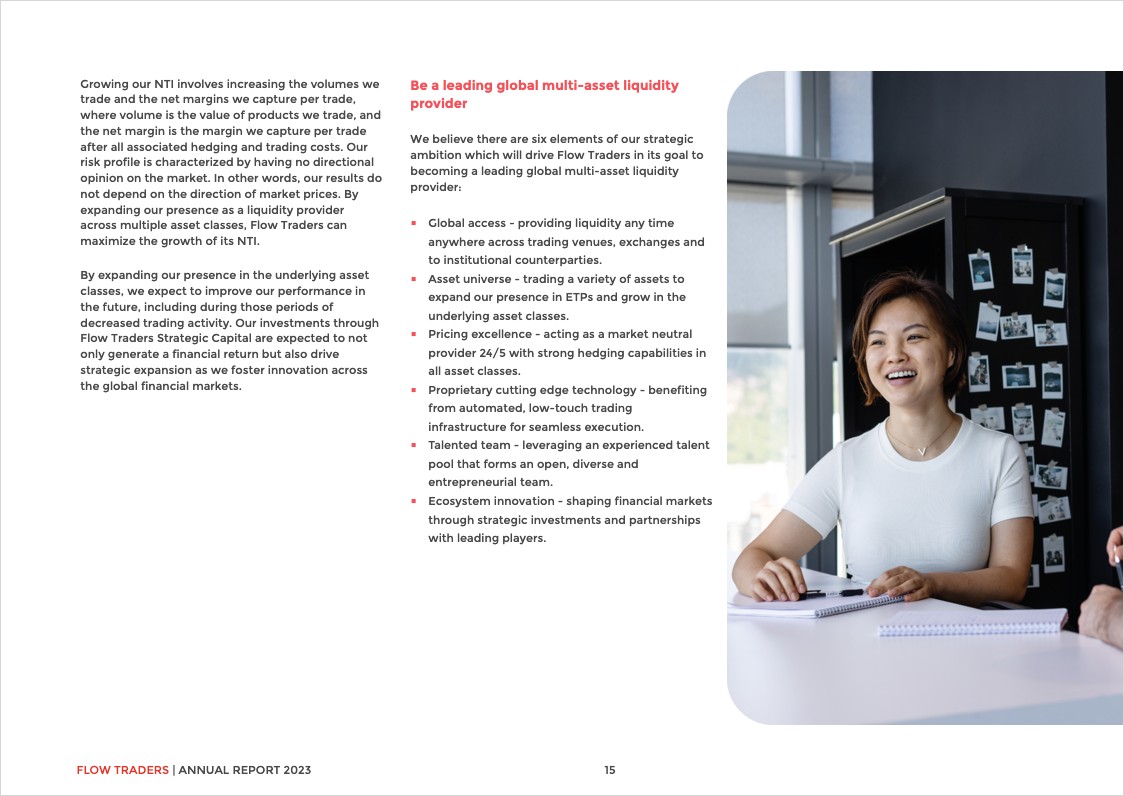 Growing our NTI involves increasing the volumes we
trade and the net margins we capture per trade,
where volume is the value of products we trade, and
the net margin is the margin we capture per trade
after all associated hedging and trading costs. Our
risk profile is characterized by having no directional
opinion on the market. In other words, our results do
not depend on the direction of market prices. By
expanding our presence as a liquidity provider
across multiple asset classes, Flow Traders can
maximize the growth of its NTI.
By expanding our presence in the underlying asset
classes, we expect to improve our performance in
the future, including during those periods of
decreased trading activity. Our investments through
Flow Traders Strategic Capital are expected to not
only generate a financial return but also drive
strategic expansion as we foster innovation across
the global financial markets.
Be a leading global multi-asset liquidity
provider
We believe there are six elements of our strategic
ambition which will drive Flow Traders in its goal to
becoming a leading global multi-asset liquidity
provider:
▪ Global access - providing liquidity any time
anywhere across trading venues, exchanges and
to institutional counterparties.
▪ Asset universe - trading a variety of assets to
expand our presence in ETPs and grow in the
underlying asset classes.
▪ Pricing excellence - acting as a market neutral
provider 24/5 with strong hedging capabilities in
all asset classes.
▪ Proprietary cutting edge technology - benefiting
from automated, low-touch trading
infrastructure for seamless execution.
▪ Talented team - leveraging an experienced talent
pool that forms an open, diverse and
entrepreneurial team.
▪ Ecosystem innovation - shaping financial markets
through strategic investments and partnerships
with leading players.
FLOW TRADERS | ANNUAL REPORT 2023
15